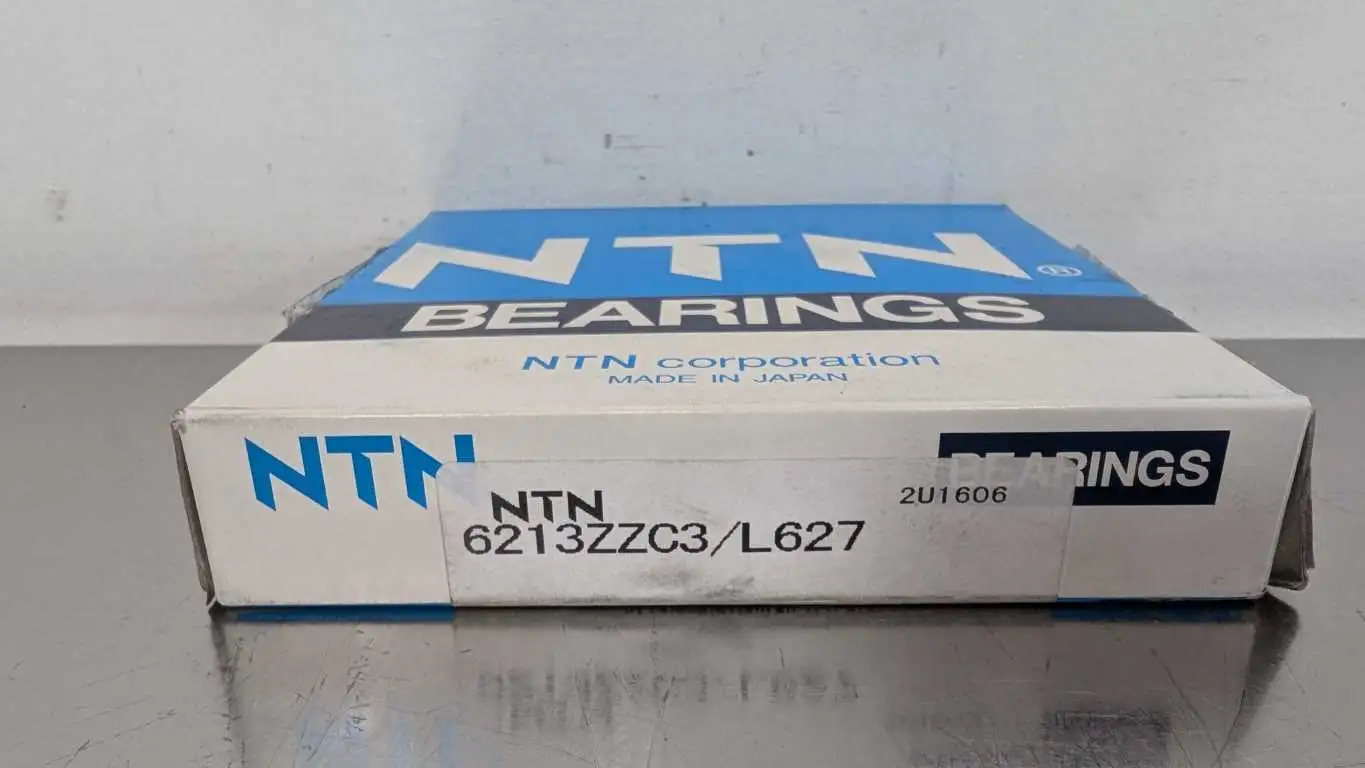 NTN®
BEARINGS
NTN corporation
MADE IN JAPAN
NTN
BEARINGS
NTN
2U1606
6213ZZC3/L627